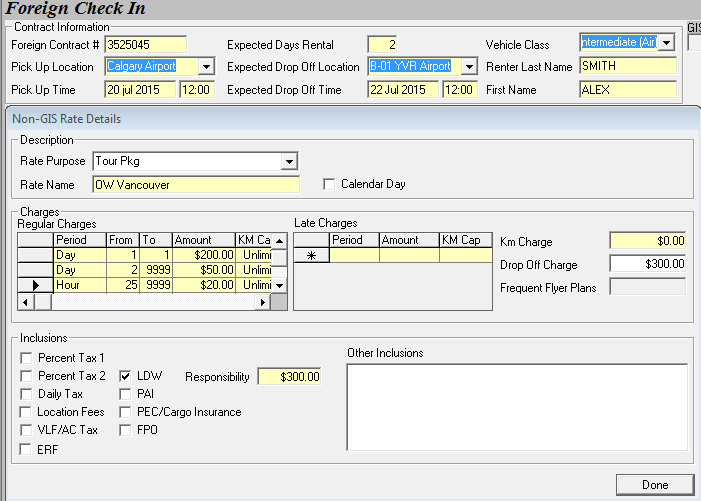 Foreign Check In
Contract Information
GIS
Foreign Contract # 3525045 Expected Days Rental 2 Vehicle Class ntermediate (Air
Pick Up Location Calgary Airport Expected Drop Off Location B-01 YVR Airport Renter Last Name SMITH
Pick Up Time 20 jul 2015 12:00 Expected Drop Off Time 22 Jul 2015 12:00 First Name ALEX
Non-GIS Rate Details
Description
Rate Purpose Tour Pkg
Rate Name OW Vancouver Calendar Day
Charges
Regular Charges
Period From To Amount KM Ca
Day 1 1 $200.00 Unlimi
Day 2 9999 $50.00 Unlimi
Hour 25 9999 $20.00 Unlimi
Late Charges
Period Amount KM Cap
Km Charge $0.00
Drop Off Charge $300.00
Frequent Flyer Plans
Inclusions
Percent Tax 1
Percent Tax 2 LDW Responsibility $300.00
Daily Tax PAI
Location Fees PEC/Cargo Insurance
VLF/AC Tax FPO
ERF
Other Inclusions
Done